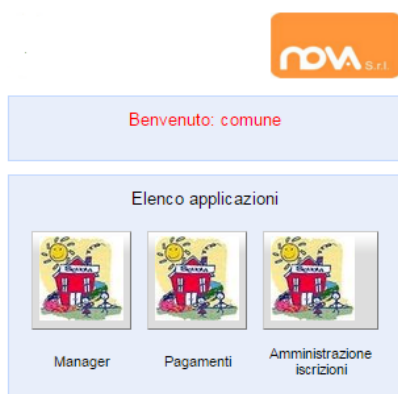 NOVA S.r.l.
Benvenuto: comune
Elenco applicazioni
Manager
Pagamenti
Amministrazione
iscrizioni